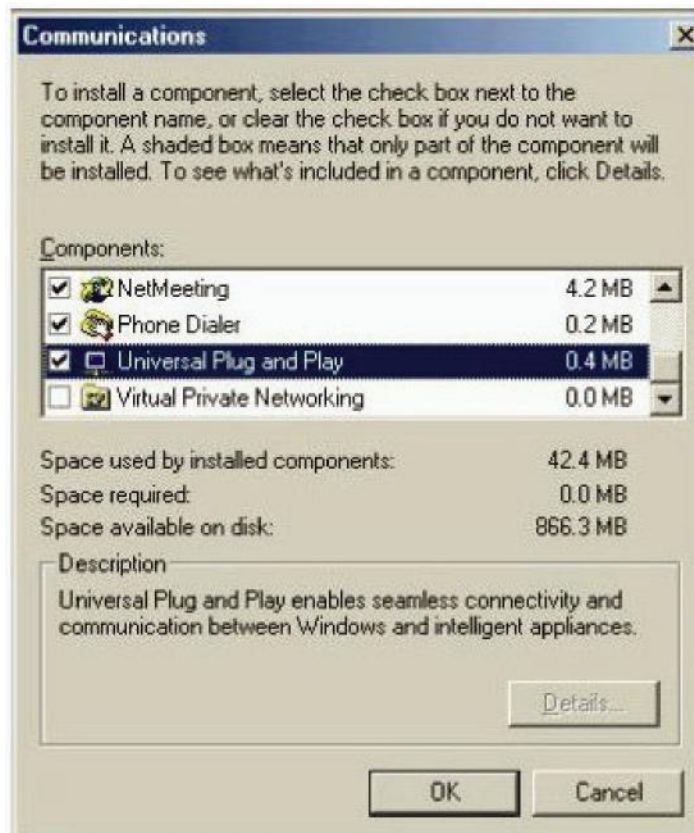 Communications
To install a component, select the check box next to the
component name, or clear the check box if you do not want to
install it. A shaded box means that only part of the component will
be installed. To see what's included in a component, click Details.
Components:
NetMeeting 4.2 MB
Phone Dialer 0.2 MB
Universal Plug and Play 0.4 MB
Virtual Private Networking 0.0 MB
Space used by installed components: 42.4 MB
Space required: 0.0 MB
Space available on disk: 866.3 MB
Description
Universal Plug and Play enables seamless connectivity and
communication between Windows and intelligent appliances.
Details...
OK Cancel